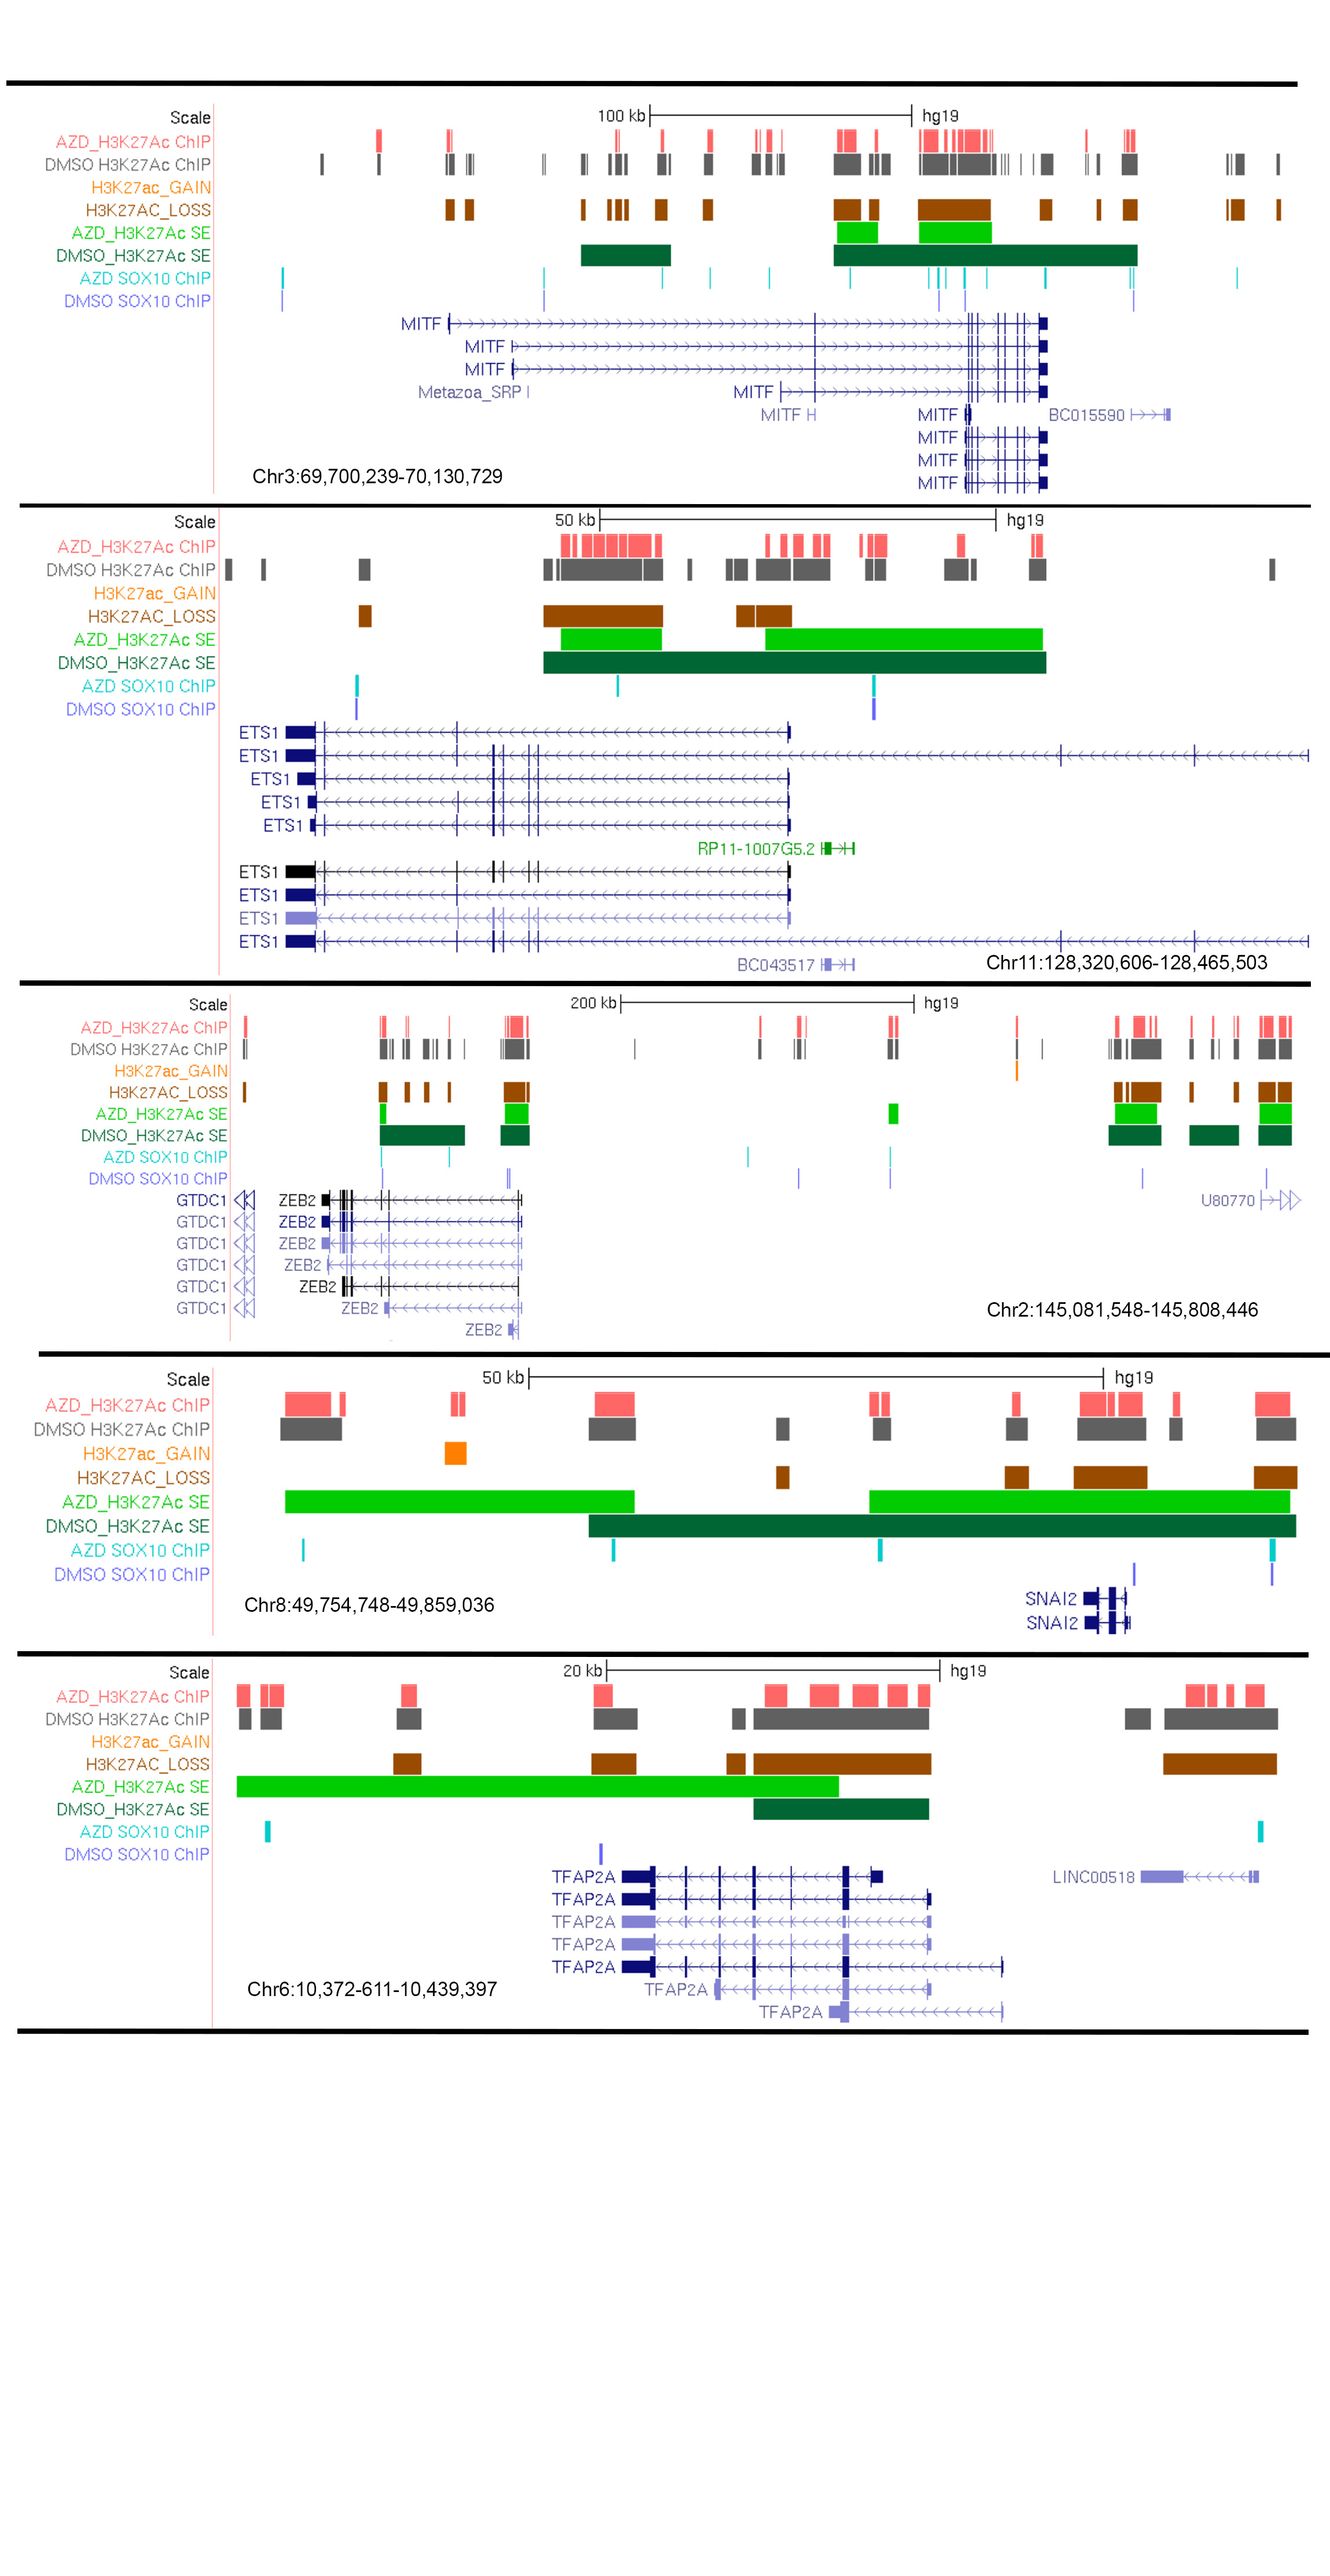 Scale 100 kb hg19
AZD_H3K27Ac ChIP
DMSO H3K27Ac ChIP
H3K27ac_GAIN
H3K27AC_LOSS
AZD_H3K27Ac SE
DMSO_H3K27Ac SE
AZD SOX10 ChIP
DMSO SOX10 ChIP
MITF
MITF
MITF
Metazoa_SRP MITF
MITF MITF BC015590
MITF
MITF
Chr3:69,700,239-70,130,729 MITF
Scale 50 kb hg19
AZD_H3K27Ac ChIP
DMSO H3K27Ac ChIP
H3K27ac_GAIN
H3K27AC_LOSS
AZD_H3K27Ac SE
DMSO_H3K27Ac SE
AZD SOX10 ChIP
DMSO SOX10 ChIP
ETS1
ETS1
ETS1
ETS1
ETS1
RP11-1007G5.2
ETS1
ETS1
ETS1
ETS1
BC043517 Chr11:128,320,606-128,465,503
Scale 200 kb hg19
AZD_H3K27Ac ChIP
DMSO H3K27Ac ChIP
H3K27ac_GAIN
H3K27AC_LOSS
AZD_H3K27Ac SE
DMSO_H3K27Ac SE
AZD SOX10 ChIP
DMSO SOX10 ChIP
GTDC1 ZEB2 U80770
GTDC1 ZEB2
GTDC1 ZEB2
GTDC1 ZEB2
GTDC1 ZEB2
GTDC1 ZEB2 Chr2:145,081,548-145,808,446
ZEB2
Scale 50 kb hg19
AZD_H3K27Ac ChIP
DMSO H3K27Ac ChIP
H3K27ac_GAIN
H3K27AC_LOSS
AZD_H3K27Ac SE
DMSO_H3K27Ac SE
AZD SOX10 ChIP
DMSO SOX10 ChIP
Chr8:49,754,748-49,859,036 SNAI2
SNAI2
Scale 20 kb hg19
AZD_H3K27Ac ChIP
DMSO H3K27Ac ChIP
H3K27ac_GAIN
H3K27AC_LOSS
AZD_H3K27Ac SE
DMSO_H3K27Ac SE
AZD SOX10 ChIP
DMSO SOX10 ChIP
TFAP2A LINC00518
TFAP2A
TFAP2A
TFAP2A
TFAP2A
Chr6:10,372-611-10,439,397 TFAP2A
TFAP2A